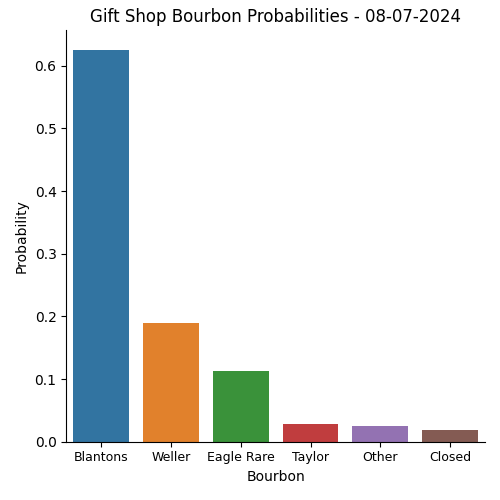 Gift Shop Bourbon Probabilities - 08-07-2024
0.6
0.5
0.4
0.3
0.2
0.1
0.0
Probability
Blantons Weller Eagle Rare Taylor Other Closed
Bourbon